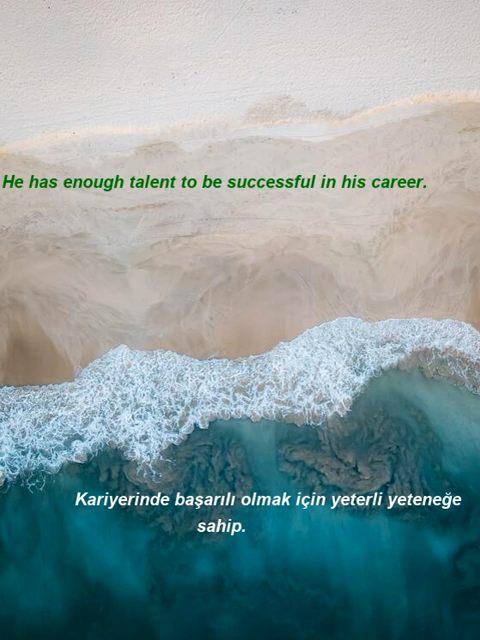 He has enough talent to be successful in his career.
Kariyerinde başarılı olmak için yeterli yeteneğe
sahip.